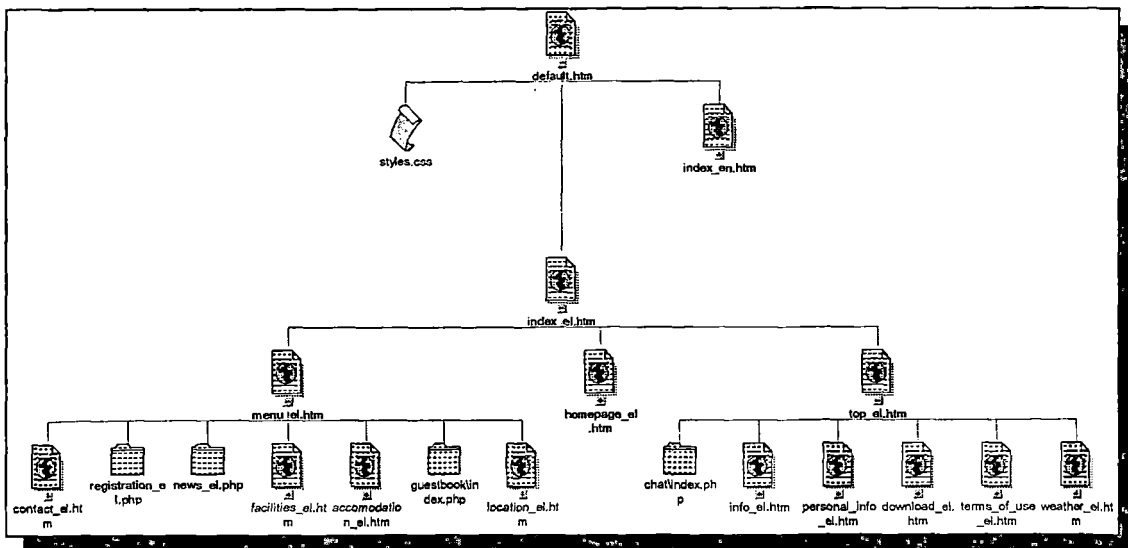 default.htm
styles.css
index_en.htm
index_el.htm
menu_el.htm
homepage_el
.htm
top_el.htm
contact_el.ht
m
registration_e
l.php
news_el.php
facilities_el.ht
m
accomodatio
n_el.htm
guestbook\in
dex.php
location_el.ht
m
chat\index.ph
p
info_el.htm
personal_info
_el.htm
download_el.
htm
terms_of_use
_el.htm
weather_el.ht
m